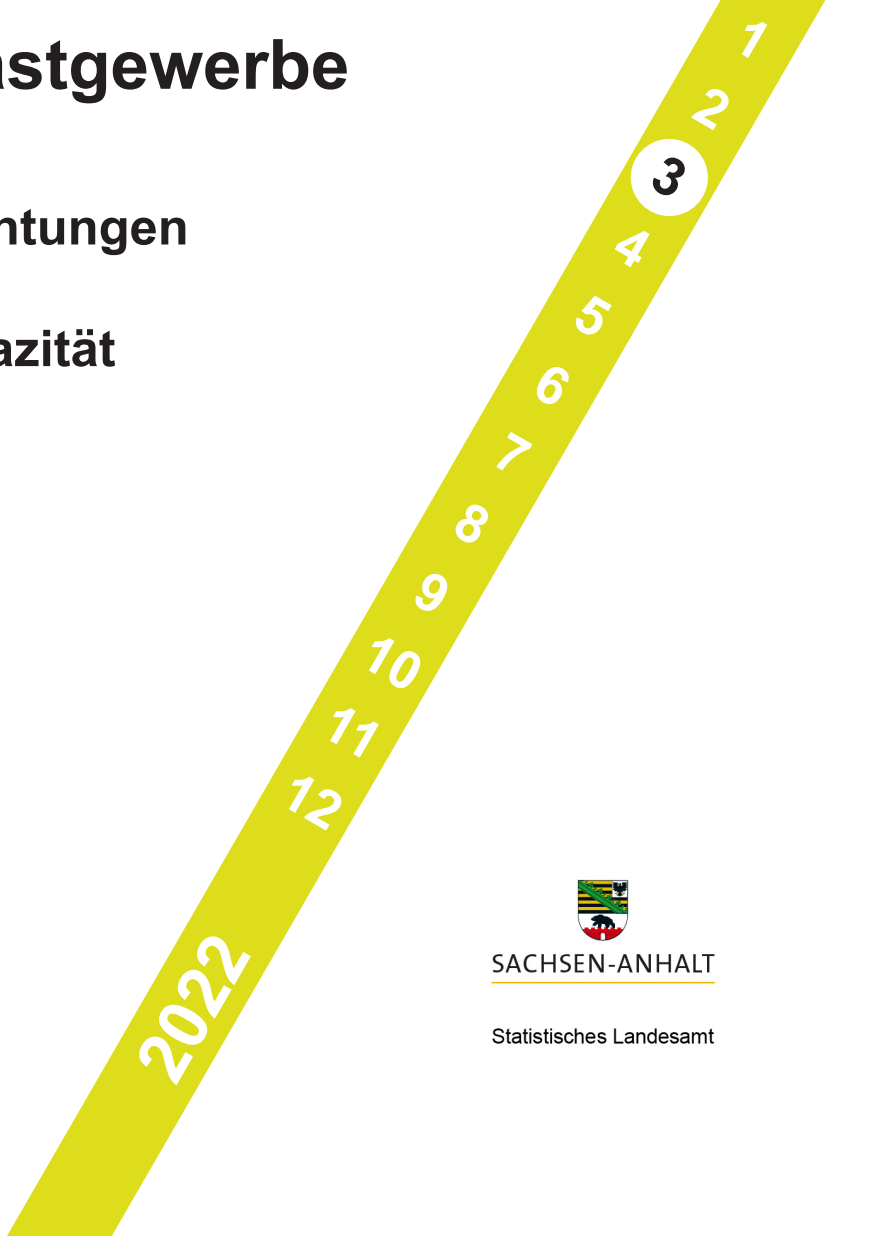 astgewerbe
ntungen
azität
1
2
3
4
5
6
7
8
9
10
11
12
2022
SACHSEN-ANHALT
Statistisches Landesamt